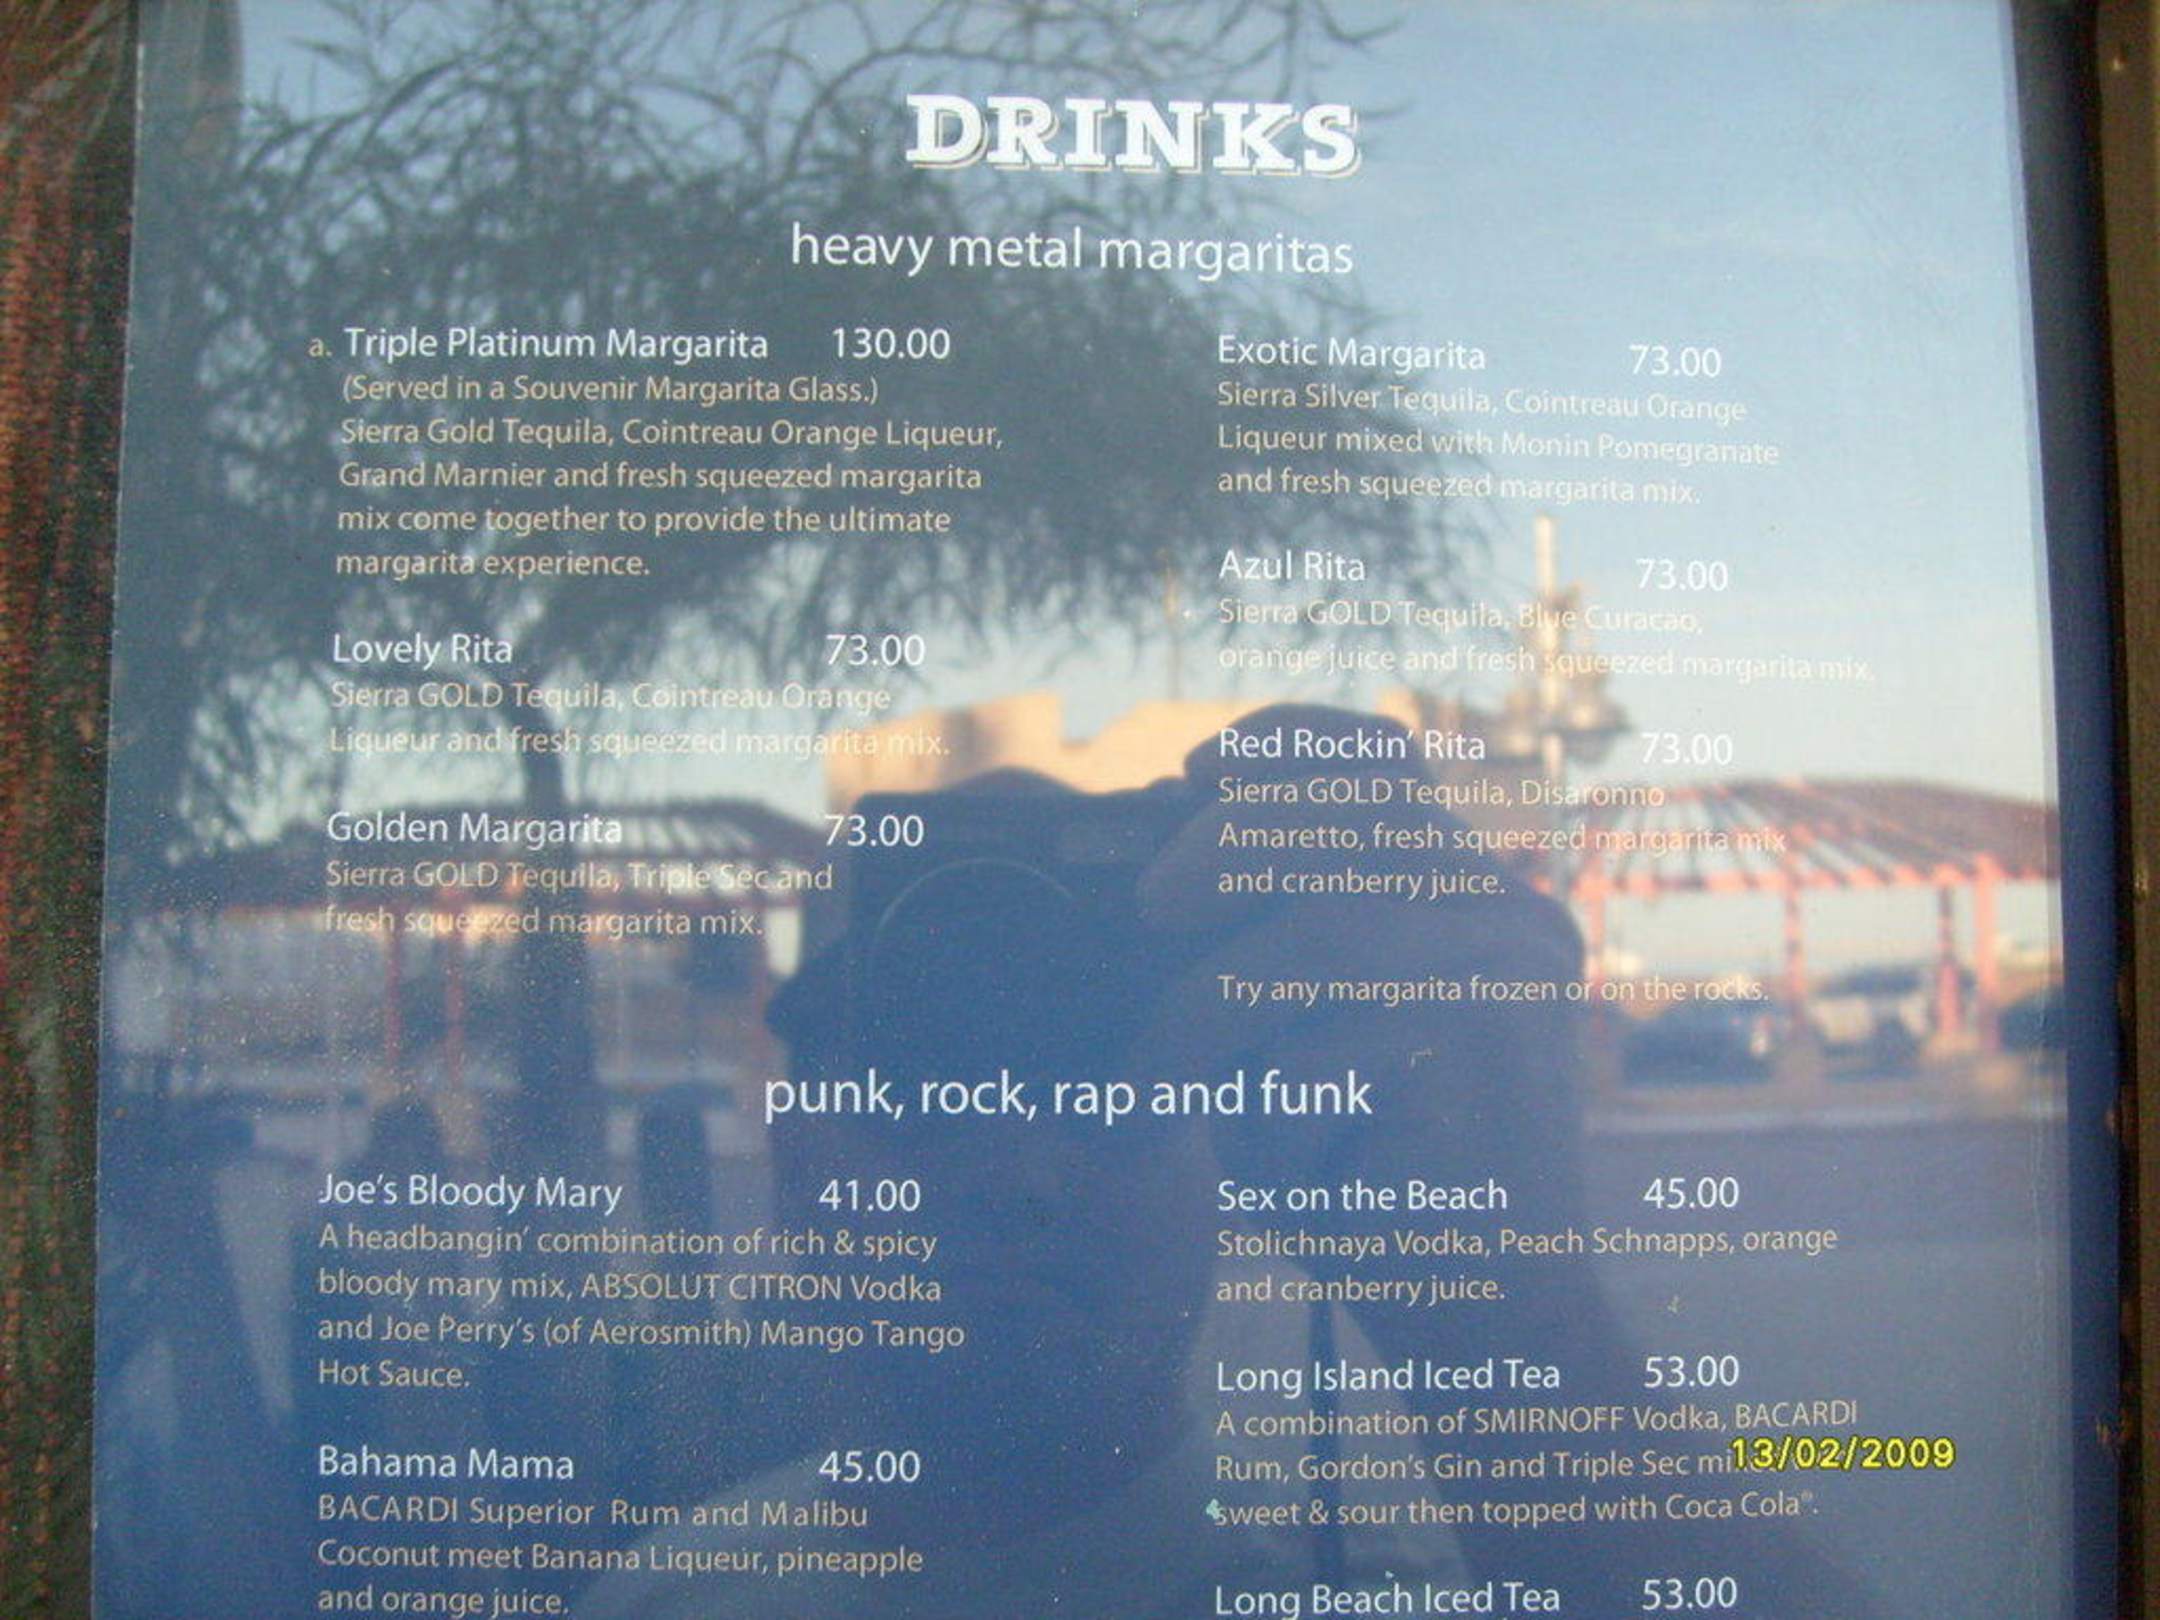 DRINKS
heavy metal margaritas
a. Triple Platinum Margarita 130.00
(Served in a Souvenir Margarita Glass.)
Sierra Gold Tequila, Cointreau Orange Liqueur,
Grand Marnier and fresh squeezed margarita
mix come together to provide the ultimate
margarita experience.
Lovely Rita 73.00
Sierra GOLD Tequila, Cointreau Orange
Liqueur and fresh squeezed margarita mix.
Golden Margarita 73.00
Sierra GOLD Tequila, Triple Sec and
fresh squeezed margarita mix.
Exotic Margarita 73.00
Sierra Silver Tequila, Cointreau Orange
Liqueur mixed with Monin Pomegranate
and fresh squeezed margarita mix.
Azul Rita 73.00
Sierra GOLD Tequila, Blue Curacao,
orange juice and fresh squeezed margarita mix.
Red Rockin' Rita 73.00
Sierra GOLD Tequila, Disaronno
Amaretto, fresh squeezed margarita mix
and cranberry juice.
Try any margarita frozen or on the rocks.
punk, rock, rap and funk
Joe's Bloody Mary 41.00
A headbangin' combination of rich & spicy
bloody mary mix, ABSOLUT CITRON Vodka
and Joe Perry's (of Aerosmith) Mango Tango
Hot Sauce.
Bahama Mama 45.00
BACARDI Superior Rum and Malibu
Coconut meet Banana Liqueur, pineapple
and orange juice.
Sex on the Beach 45.00
Stolichnaya Vodka, Peach Schnapps, orange
and cranberry juice.
Long Island Iced Tea 53.00
A combination of SMIRNOFF Vodka, BACARDI
Rum, Gordon's Gin and Triple Sec
sweet & sour then topped with Coca Cola®.
Long Beach Iced Tea 53.00
13/02/2009